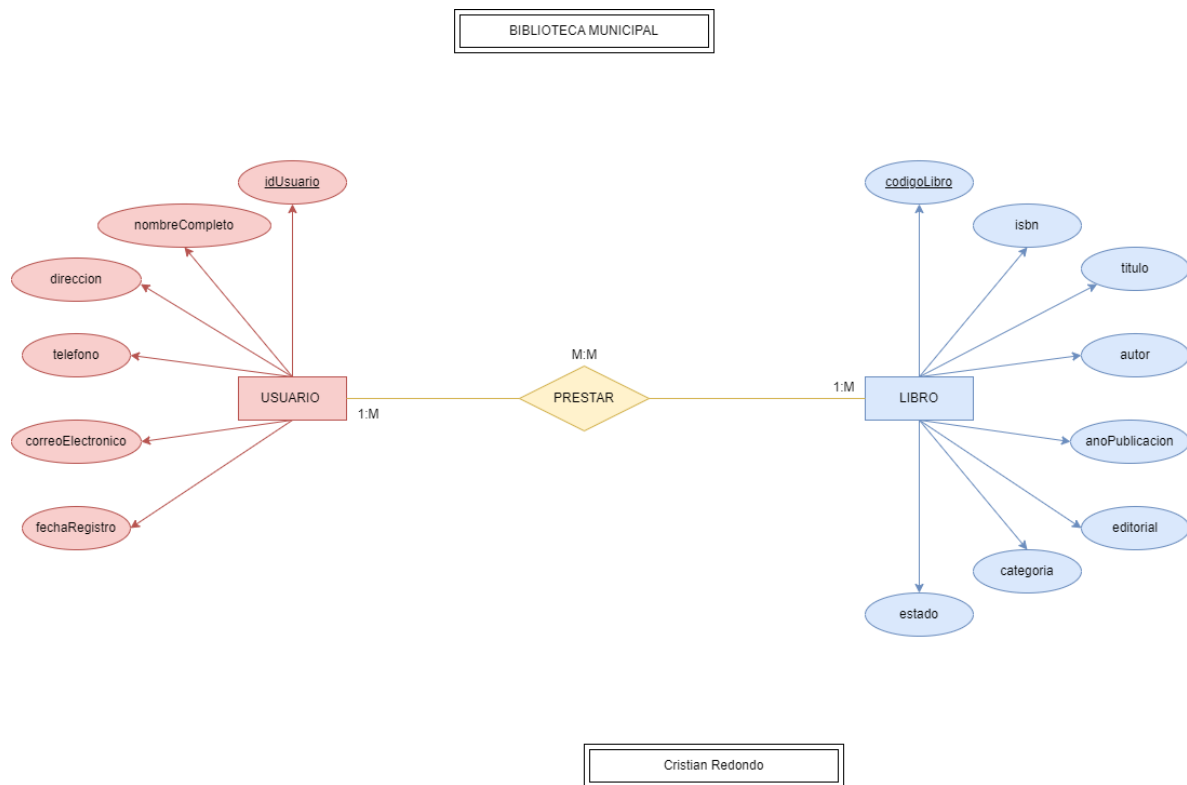 BIBLIOTECA MUNICIPAL
idUsuario
nombreCompleto
direccion
telefono
correoElectronico
fechaRegistro
USUARIO
1:M
M:M
PRESTAR
1:M
LIBRO
codigoLibro
isbn
titulo
autor
anoPublicacion
editorial
categoria
estado
Cristian Redondo